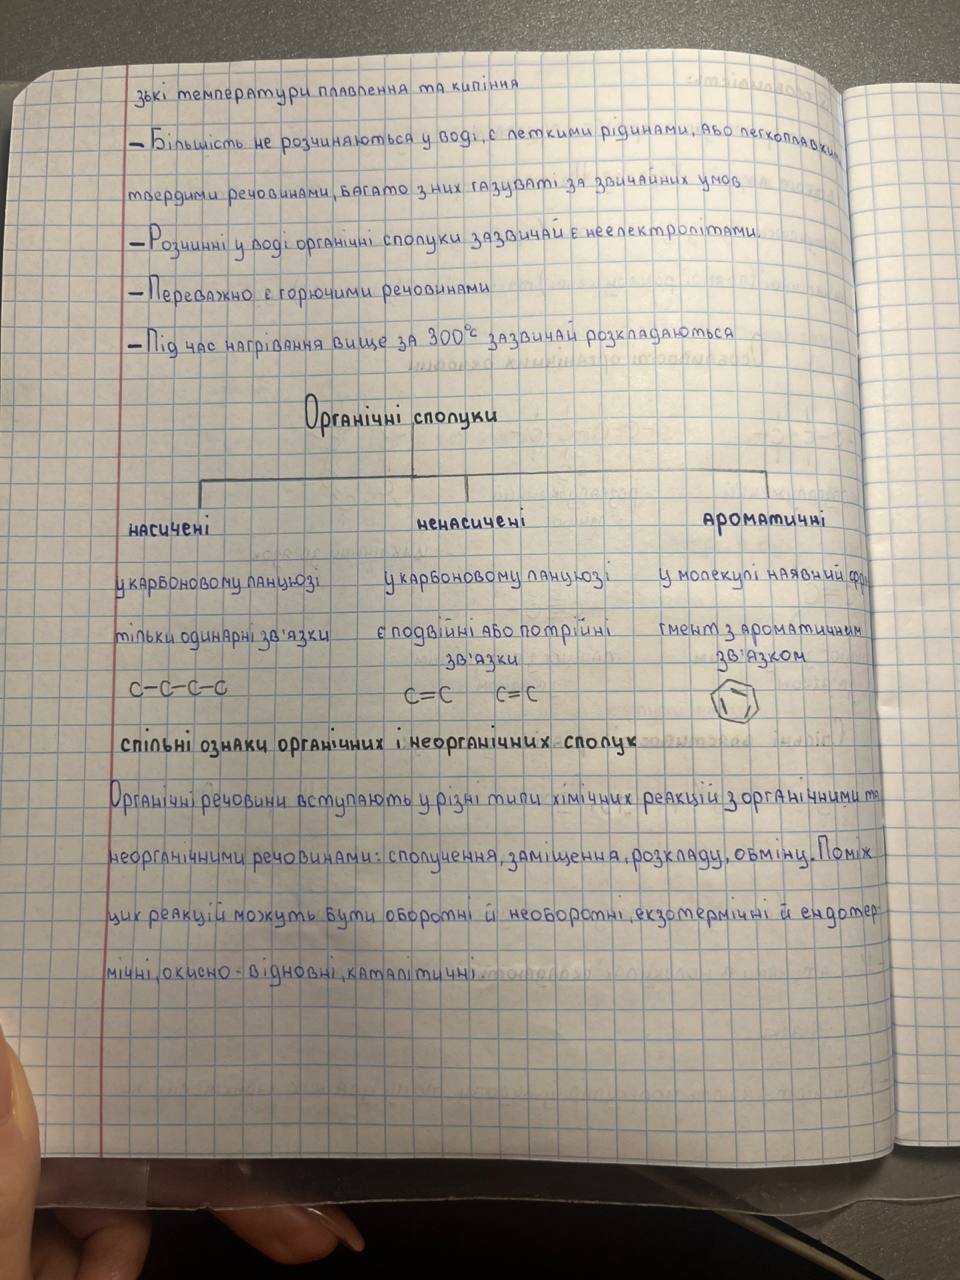 зькі температури плавлення та кипіння
– Більшість не розчиняються у воді, є леткими рідинами, або легкоплавкими
твердими речовинами, багато з них газуваті за звичайних умов
– Розчинні у воді органічні сполуки зазвичай є неелектролітами.
– Переважно є горючими речовинами
– Під час нагрівання вище за 300°C зазвичай розкладаються
Органічні сполуки
насичені ненасичені ароматичні
у карбоновому ланцюзі у карбоновому ланцюзі у молекулі наявний фра
тільки одинарні зв'язки є подвійні або потрійні гмент з ароматичним
зв'язки зв'язком
C–C–C–C C=C C=C
спільні ознаки органічних і неорганічних сполук
Органічні речовини вступають у різні типи хімічних реакцій з органічними та
неорганічними речовинами: сполучення, заміщення, розкладу, обміну. Поміж
цих реакцій можуть бути оборотні й необоротні, екзотермічні й ендотер-
мічні, окисно-відновні, каталітичні.